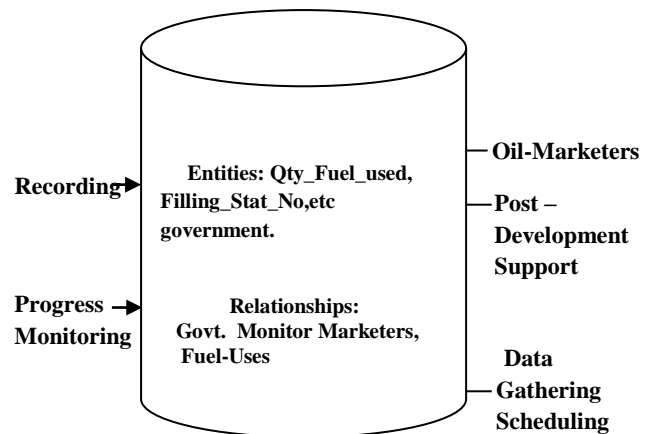 Recording
Progress
Monitoring
Entities: Qty_Fuel_used,
Filling_Stat_No,etc
government.
Relationships:
Govt. Monitor Marketers,
Fuel-Uses
Oil-Marketers
Post –
Development
Support
Data
Gathering
Scheduling